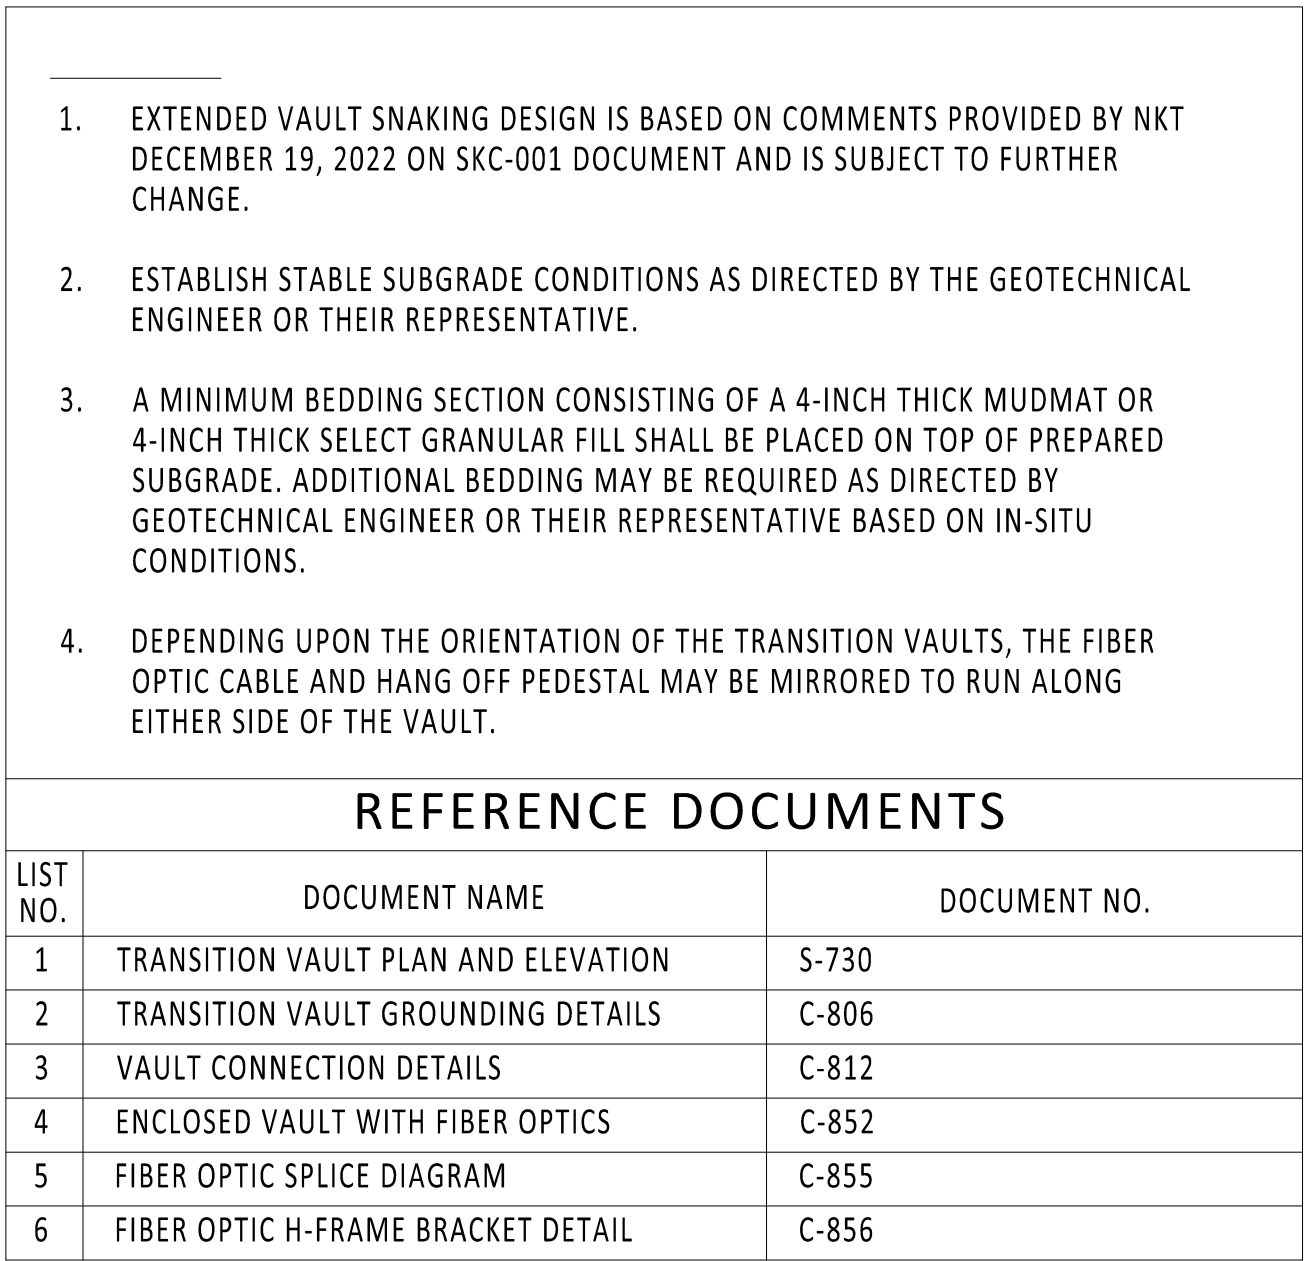 1. EXTENDED VAULT SNAKING DESIGN IS BASED ON COMMENTS PROVIDED BY NKT
DECEMBER 19, 2022 ON SKC-001 DOCUMENT AND IS SUBJECT TO FURTHER
CHANGE.
2. ESTABLISH STABLE SUBGRADE CONDITIONS AS DIRECTED BY THE GEOTECHNICAL
ENGINEER OR THEIR REPRESENTATIVE.
3. A MINIMUM BEDDING SECTION CONSISTING OF A 4-INCH THICK MUDMAT OR
4-INCH THICK SELECT GRANULAR FILL SHALL BE PLACED ON TOP OF PREPARED
SUBGRADE. ADDITIONAL BEDDING MAY BE REQUIRED AS DIRECTED BY
GEOTECHNICAL ENGINEER OR THEIR REPRESENTATIVE BASED ON IN-SITU
CONDITIONS.
4. DEPENDING UPON THE ORIENTATION OF THE TRANSITION VAULTS, THE FIBER
OPTIC CABLE AND HANG OFF PEDESTAL MAY BE MIRRORED TO RUN ALONG
EITHER SIDE OF THE VAULT.
REFERENCE DOCUMENTS
LIST
NO.
DOCUMENT NAME
DOCUMENT NO.
1 TRANSITION VAULT PLAN AND ELEVATION S-730
2 TRANSITION VAULT GROUNDING DETAILS C-806
3 VAULT CONNECTION DETAILS C-812
4 ENCLOSED VAULT WITH FIBER OPTICS C-852
5 FIBER OPTIC SPLICE DIAGRAM C-855
6 FIBER OPTIC H-FRAME BRACKET DETAIL C-856